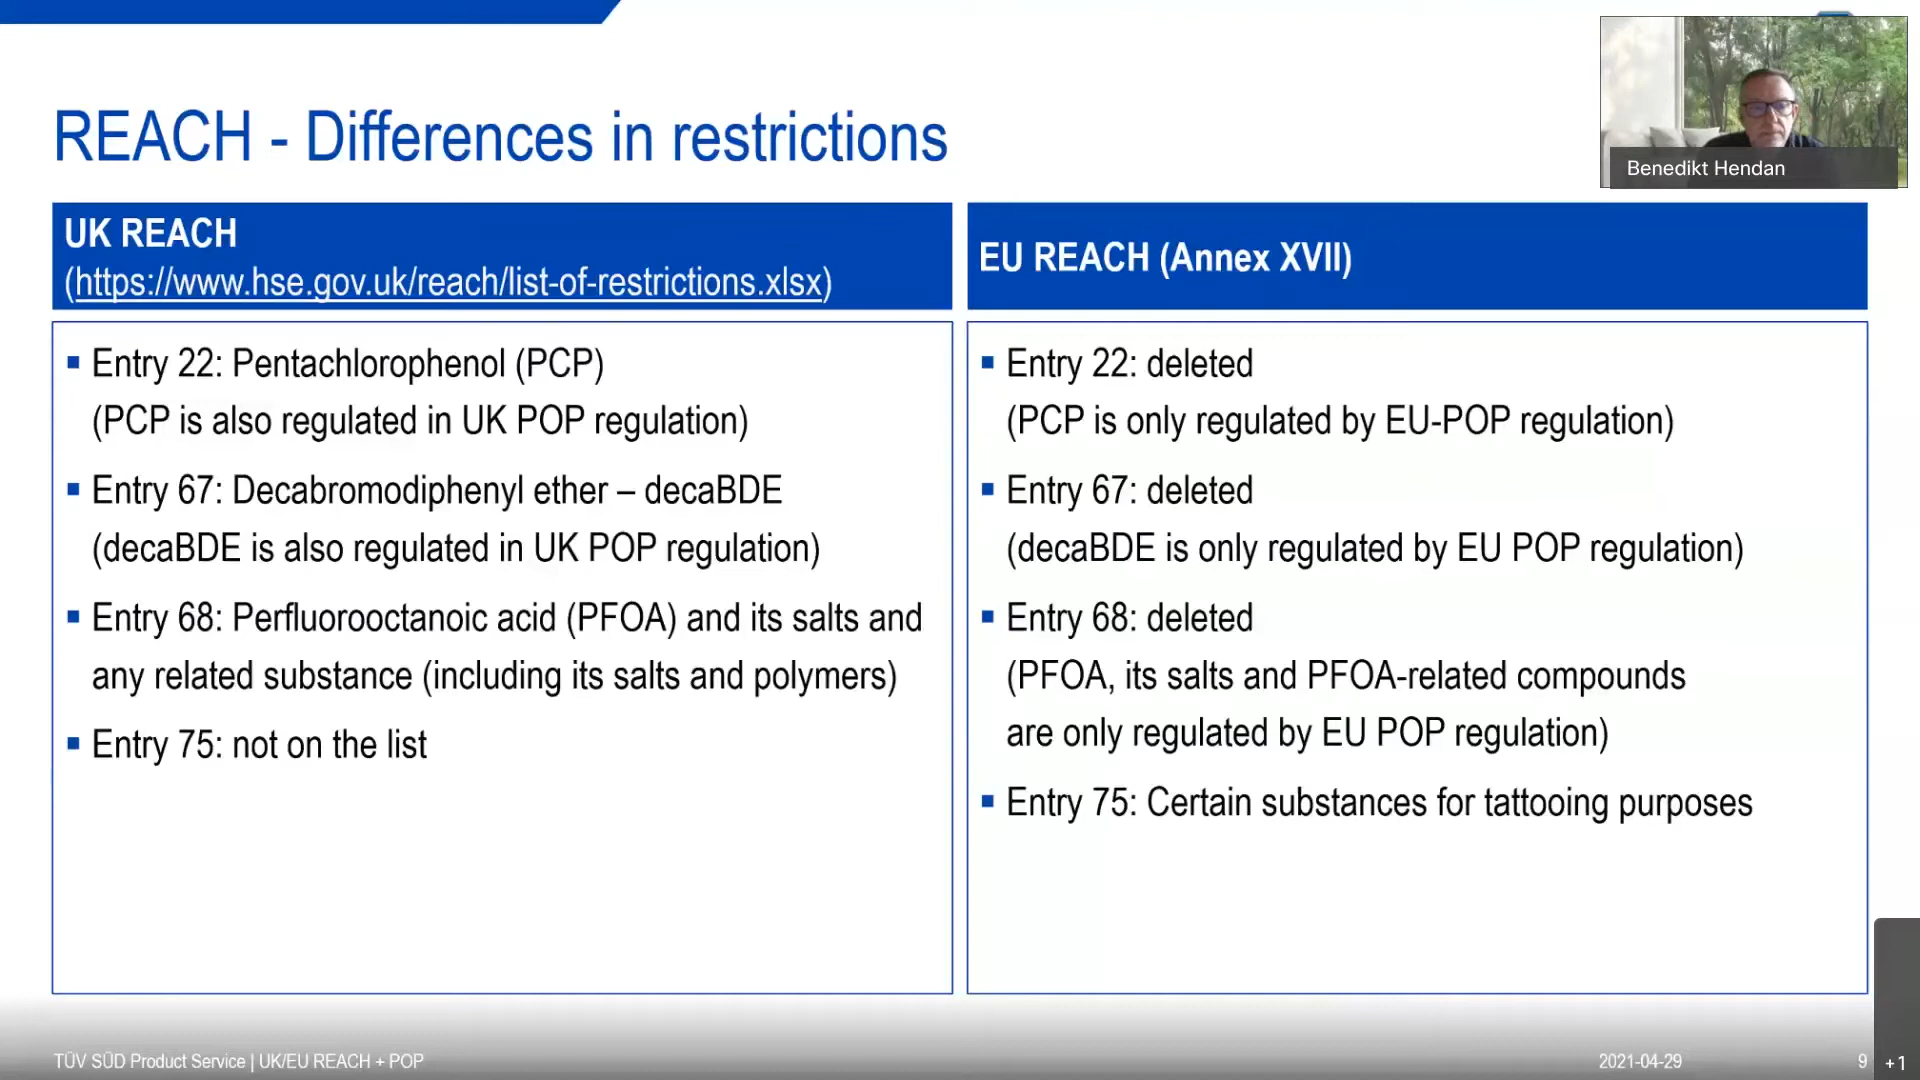 REACH - Differences in restrictions
Benedikt Hendan
UK REACH
(https://www.hse.gov.uk/reach/list-of-restrictions.xlsx)
▪ Entry 22: Pentachlorophenol (PCP)
(PCP is also regulated in UK POP regulation)
▪ Entry 67: Decabromodiphenyl ether – decaBDE
(decaBDE is also regulated in UK POP regulation)
▪ Entry 68: Perfluorooctanoic acid (PFOA) and its salts and
any related substance (including its salts and polymers)
▪ Entry 75: not on the list
EU REACH (Annex XVII)
▪ Entry 22: deleted
(PCP is only regulated by EU-POP regulation)
▪ Entry 67: deleted
(decaBDE is only regulated by EU POP regulation)
▪ Entry 68: deleted
(PFOA, its salts and PFOA-related compounds
are only regulated by EU POP regulation)
▪ Entry 75: Certain substances for tattooing purposes
TÜV SÜD Product Service | UK/EU REACH + POP
2021-04-29
9
+1